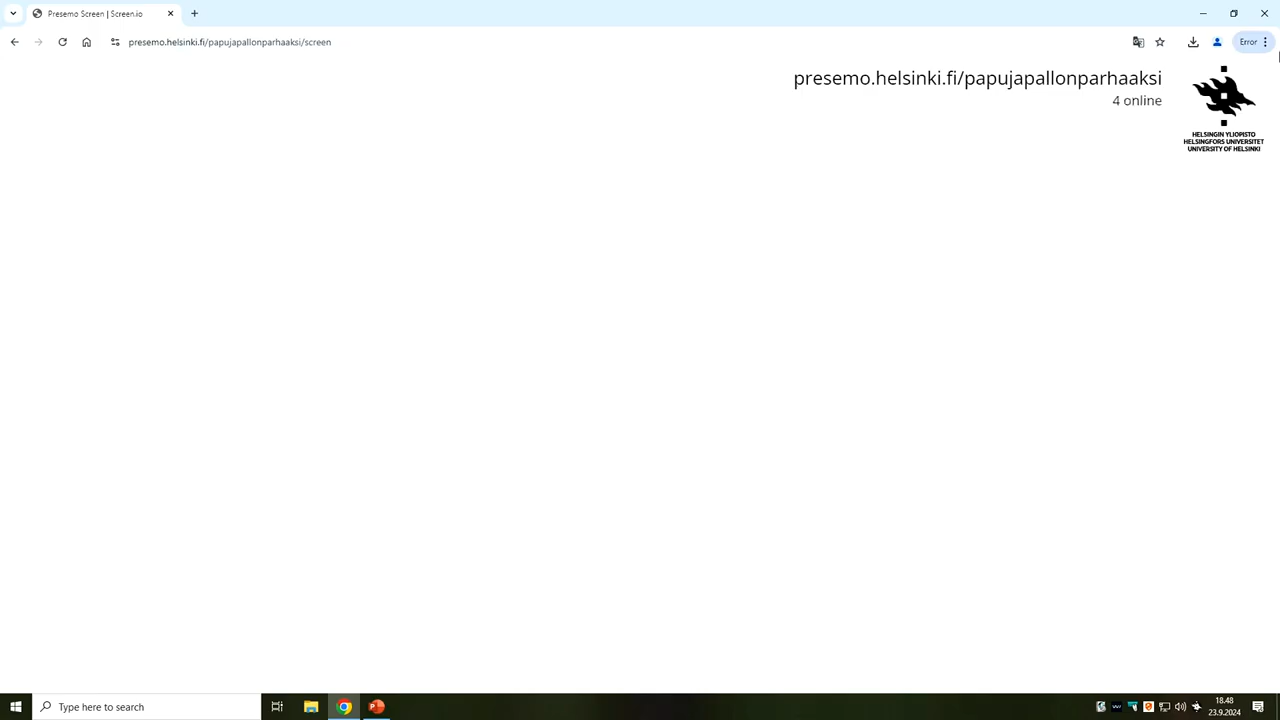 Presemo Screen | Screen.io
presemo.helsinki.fi/papujapallonparhaaksi/screen
Error
presemo.helsinki.fi/papujapallonparhaaksi
4 online
HELSINGIN YLIOPISTO
HELSINGFORS UNIVERSITET
UNIVERSITY OF HELSINKI
Type here to search
18.48
23.9.2024